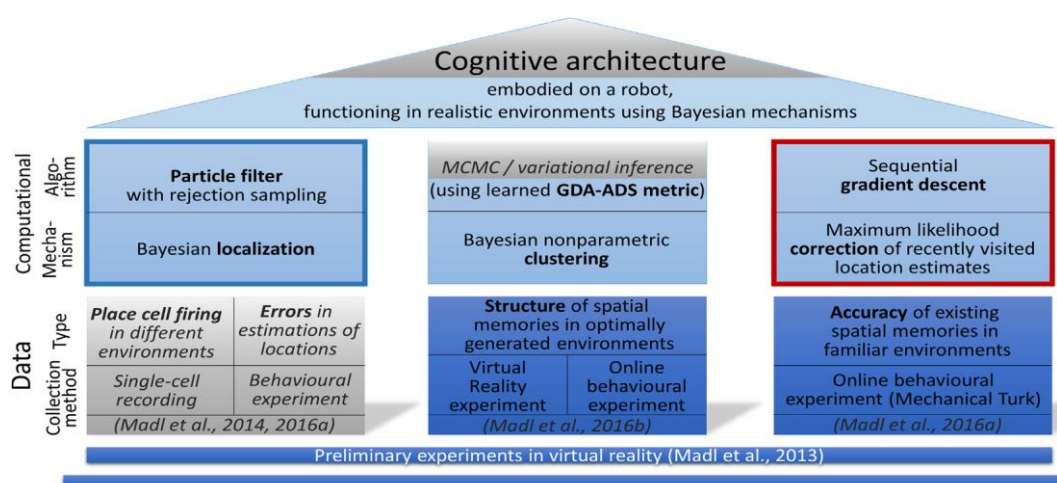 Cognitive architecture
embodied on a robot,
functioning in realistic environments using Bayesian mechanisms
Computational
Algo-
rithm
Particle filter
with rejection sampling
MCMC / variational inference
(using learned GDA-ADS metric)
Sequential
gradient descent
Mecha-
nism
Bayesian localization
Bayesian nonparametric
clustering
Maximum likelihood
correction of recently visited
location estimates
Data
Type
Place cell firing
in different
environments
Errors in
estimations of
locations
Structure of spatial
memories in optimally
generated environments
Accuracy of existing
spatial memories in
familiar environments
Collection
method
Single-cell
recording
Behavioural
experiment
Virtual
Reality
experiment
Online
behavioural
experiment
Online behavioural
experiment (Mechanical Turk)
(Madl et al., 2014, 2016a)
(Madl et al., 2016b)
(Madl et al., 2016a)
Preliminary experiments in virtual reality (Madl et al., 2013)